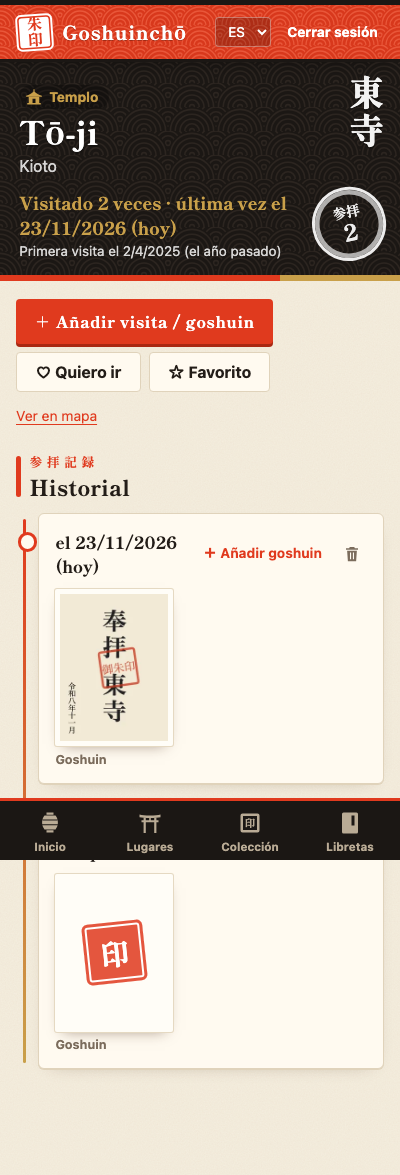 朱印
Goshuinchō
ES
Cerrar sesión
Templo
東寺
Tō-ji
Kioto
Visitado 2 veces · última vez el
23/11/2026 (hoy)
Primera visita el 2/4/2025 (el año pasado)
参拝
2
+ Añadir visita / goshuin
Quiero ir
Favorito
Ver en mapa
参拝記録
Historial
el 23/11/2026
(hoy)
+ Añadir goshuin
奉拝東寺
御朱印
令和八年十一月
Goshuin
Inicio
Lugares
印
Colección
Libretas
印
Goshuin